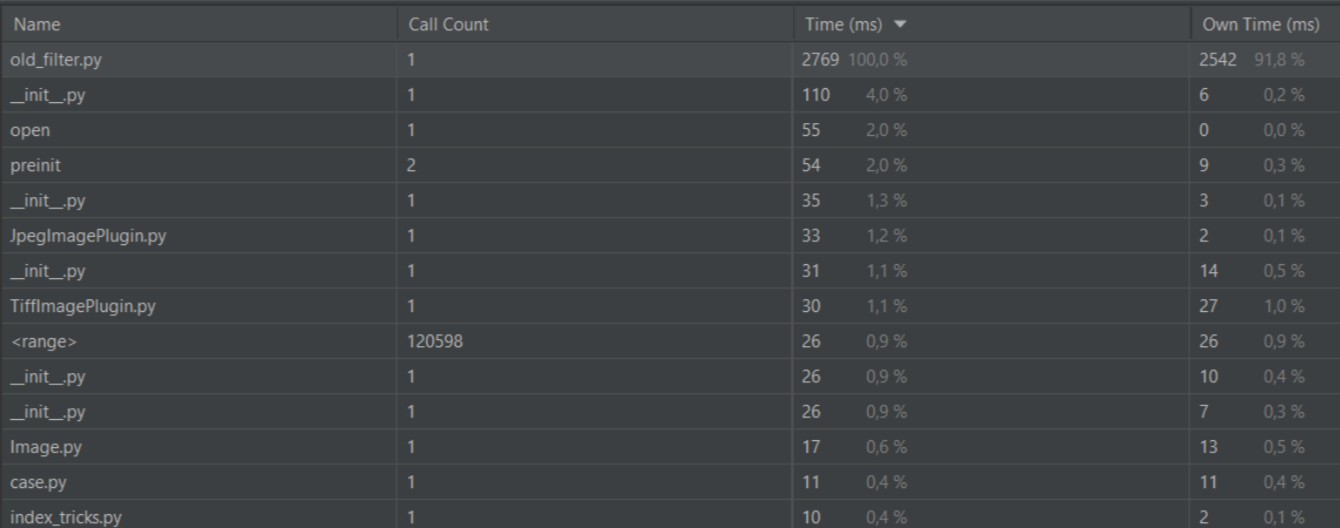 Name Call Count Time (ms) Own Time (ms)
old_filter.py 1 2769 100,0 % 2542 91,8 %
__init__.py 1 110 4,0 % 6 0,2 %
open 1 55 2,0 % 0 0,0 %
preinit 2 54 2,0 % 9 0,3 %
__init__.py 1 35 1,3 % 3 0,1 %
JpegImagePlugin.py 1 33 1,2 % 2 0,1 %
__init__.py 1 31 1,1 % 14 0,5 %
TiffImagePlugin.py 1 30 1,1 % 27 1,0 %
<range> 120598 26 0,9 % 26 0,9 %
__init__.py 1 26 0,9 % 10 0,4 %
__init__.py 1 26 0,9 % 7 0,3 %
Image.py 1 17 0,6 % 13 0,5 %
case.py 1 11 0,4 % 11 0,4 %
index_tricks.py 1 10 0,4 % 2 0,1 %